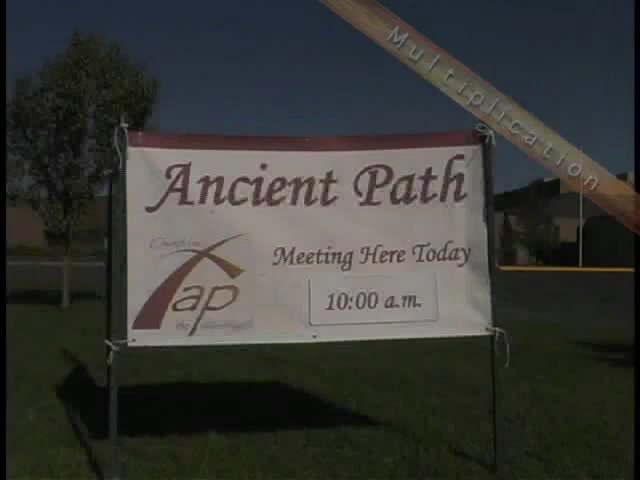 Multiplication
Ancient Path
Meeting Here Today
10:00 a.m.
ap